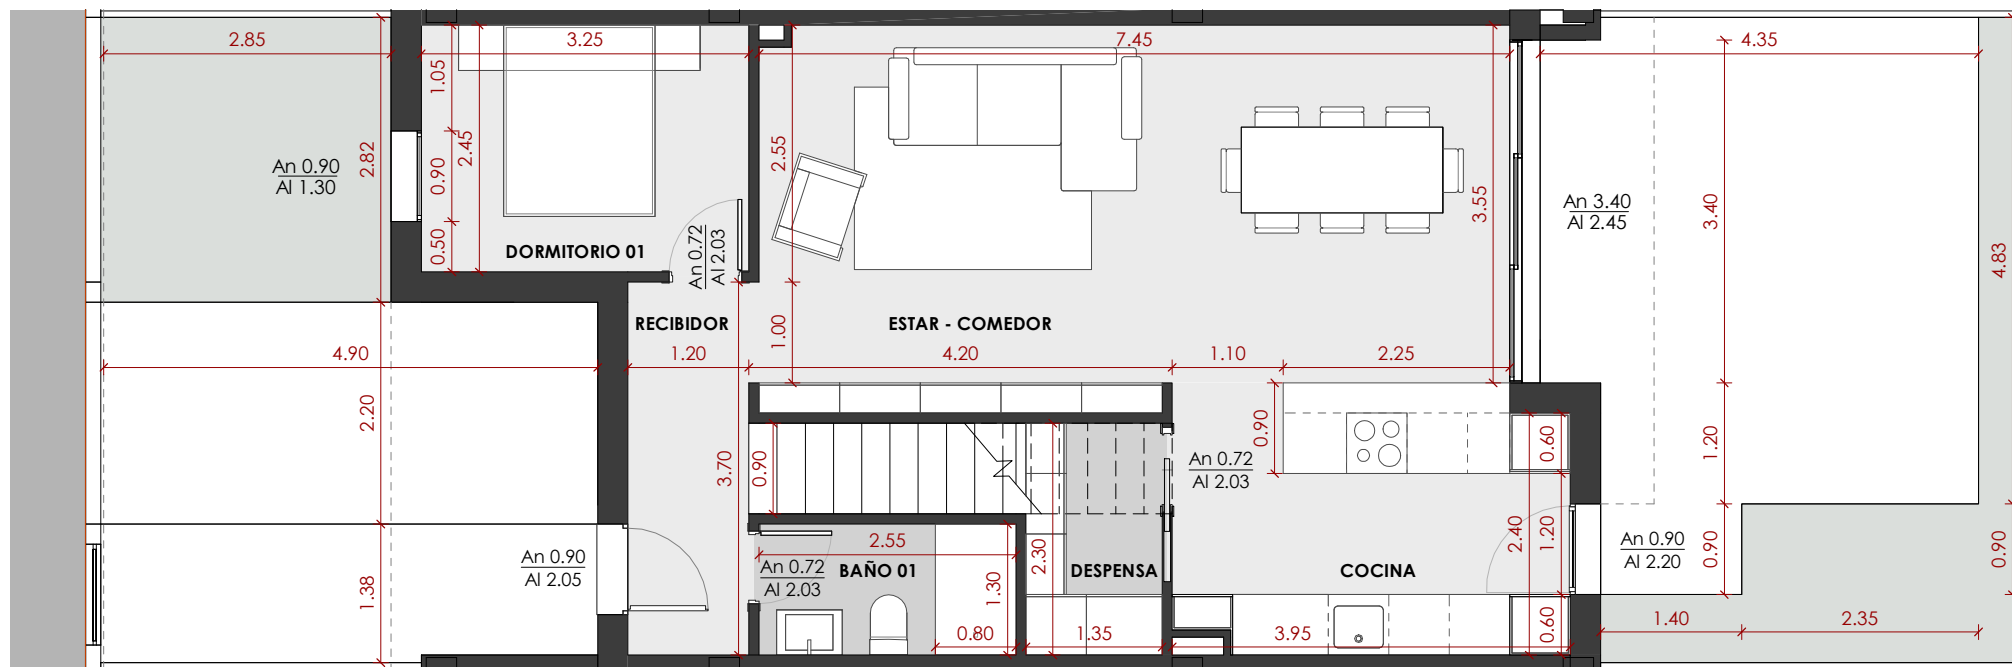 2.85
3.25
7.45
4.35
1.05
2.45
2.55
0.90
0.50
2.82
An 0.90
Al 1.30
3.55
An 3.40
Al 2.45
3.40
4.83
DORMITORIO 01
An 0.72
Al 2.03
RECIBIDOR
ESTAR - COMEDOR
1.00
4.90
1.20
4.20
1.10
2.25
2.20
3.70
0.90
0.90
An 0.72
Al 2.03
0.60
1.20
2.40
1.20
An 0.90
Al 2.05
2.55
BAÑO 01
An 0.72
Al 2.03
1.30
2.30
DESPENSA
COCINA
An 0.90
Al 2.20
0.90
0.90
1.38
0.80
1.35
3.95
0.60
1.40
2.35